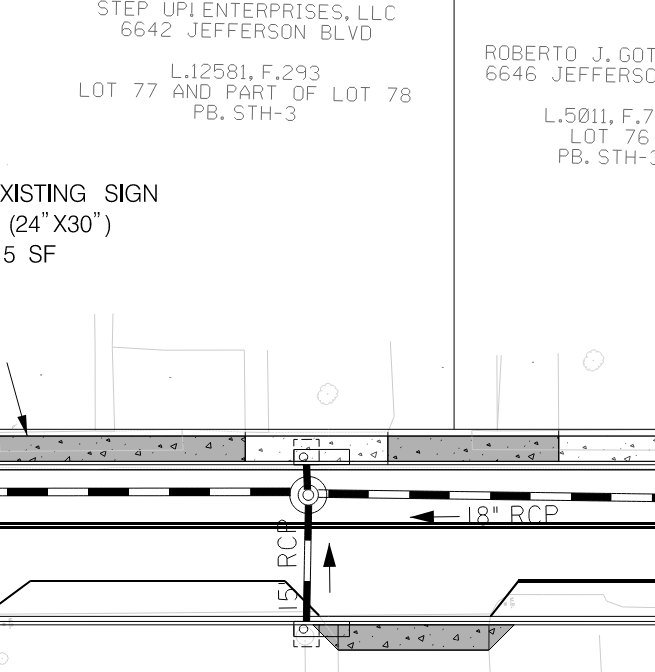 STEP UP! ENTERPRISES, LLC
6642 JEFFERSON BLVD
L.12581, F.293
LOT 77 AND PART OF LOT 78
PB. STH-3
ROBERTO J. GOT
6646 JEFFERSO
L.5011, F.7
LOT 76
PB. STH-3
XISTING SIGN
(24"X30")
5 SF
18" RCP
15" RCP